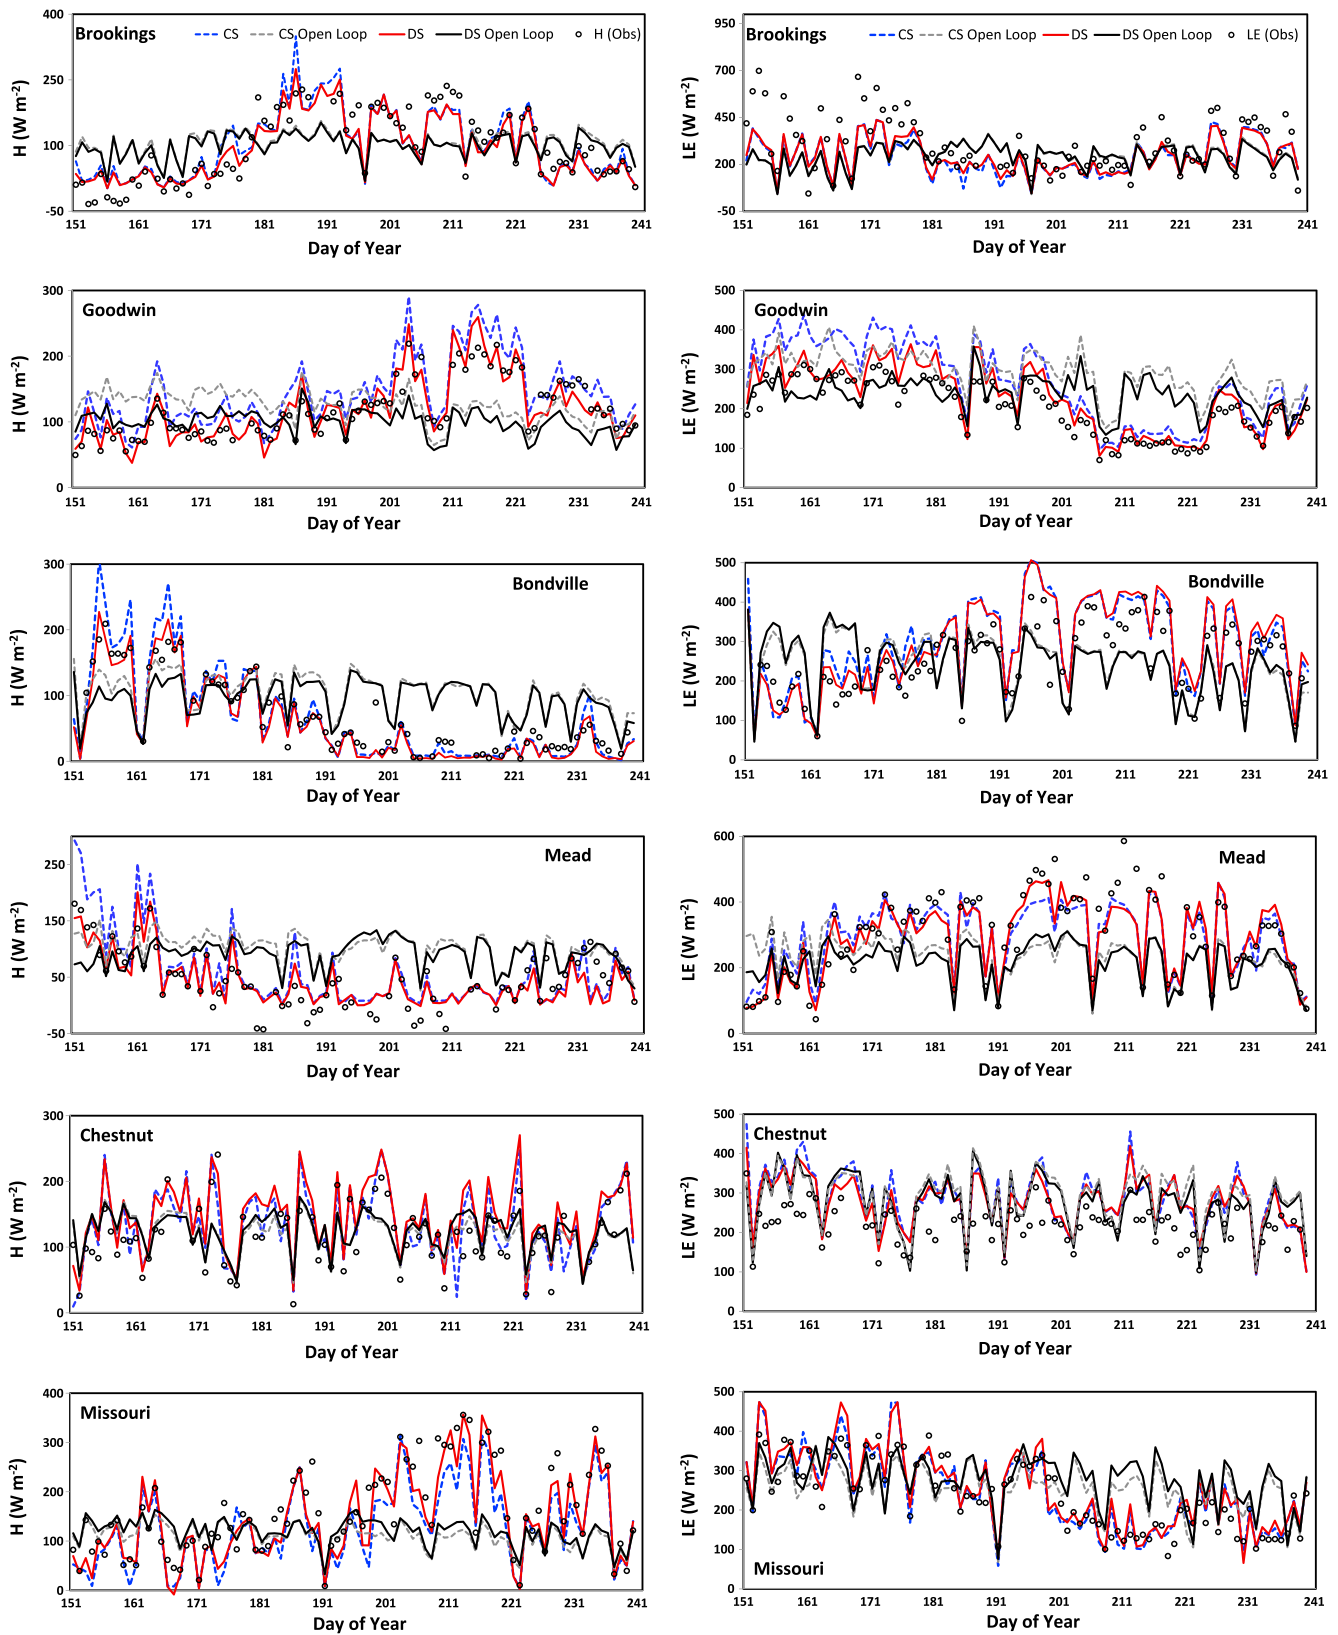 Brookings
CS CS Open Loop DS DS Open Loop H (Obs)
H (W m-2)
400
250
100
-50
151 161 171 181 191 201 211 221 231 241
Day of Year
Brookings
CS CS Open Loop DS DS Open Loop LE (Obs)
LE (W m-2)
950
700
450
200
-50
151 161 171 181 191 201 211 221 231 241
Day of Year
Goodwin
H (W m-2)
300
200
100
0
151 161 171 181 191 201 211 221 231 241
Day of Year
Goodwin
LE (W m-2)
500
400
300
200
100
0
151 161 171 181 191 201 211 221 231 241
Day of Year
Bondville
H (W m-2)
300
200
100
0
151 161 171 181 191 201 211 221 231 241
Day of Year
Bondville
LE (W m-2)
500
400
300
200
100
0
151 161 171 181 191 201 211 221 231 241
Day of Year
Mead
H (W m-2)
250
150
50
-50
151 161 171 181 191 201 211 221 231 241
Day of Year
Mead
LE (W m-2)
600
400
200
0
151 161 171 181 191 201 211 221 231 241
Day of Year
Chestnut
H (W m-2)
300
200
100
0
151 161 171 181 191 201 211 221 231 241
Day of Year
Chestnut
LE (W m-2)
500
400
300
200
100
0
151 161 171 181 191 201 211 221 231 241
Day of Year
Missouri
H (W m-2)
400
300
200
100
0
151 161 171 181 191 201 211 221 231 241
Day of Year
Missouri
LE (W m-2)
500
400
300
200
100
0
151 161 171 181 191 201 211 221 231 241
Day of Year